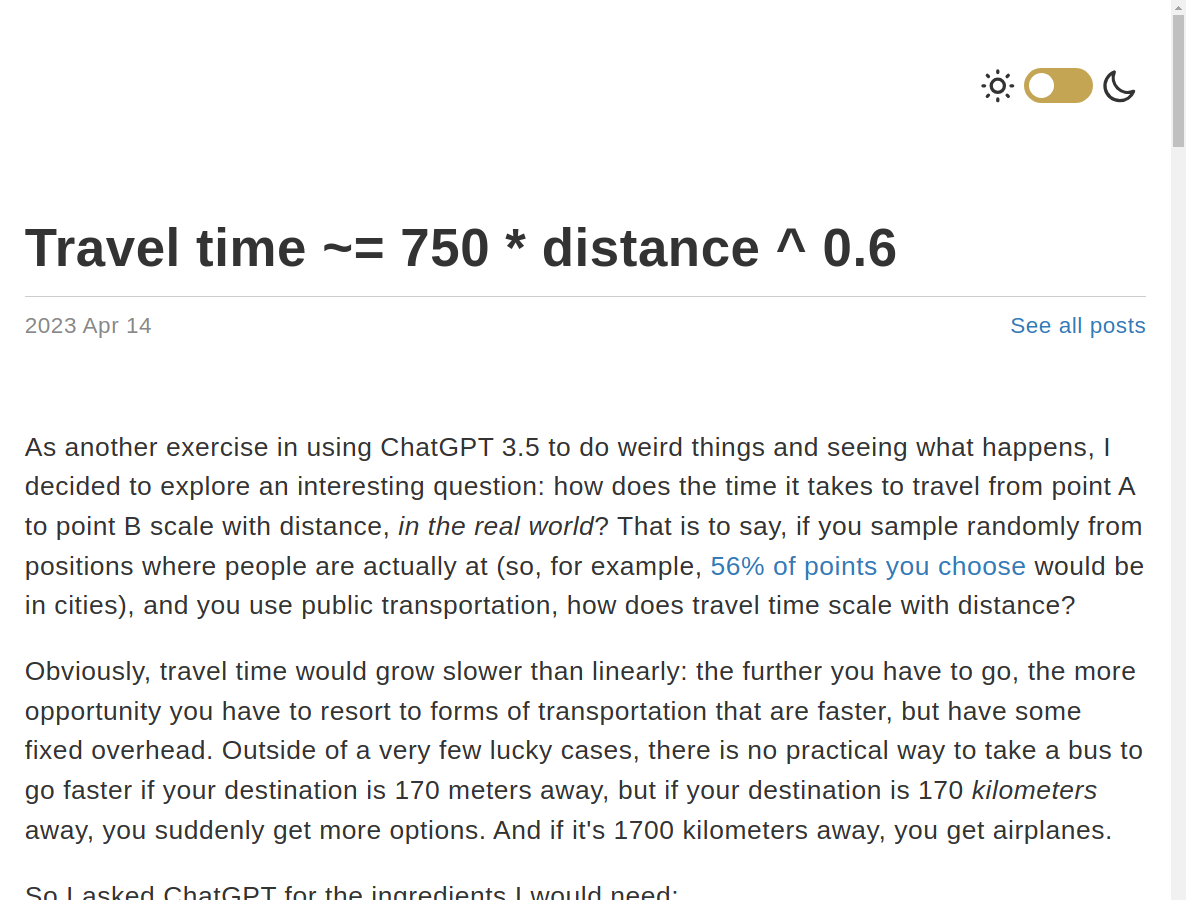 Travel time ~= 750 * distance ^ 0.6
2023 Apr 14
See all posts
As another exercise in using ChatGPT 3.5 to do weird things and seeing what happens, I
decided to explore an interesting question: how does the time it takes to travel from point A
to point B scale with distance, in the real world? That is to say, if you sample randomly from
positions where people are actually at (so, for example, 56% of points you choose would be
in cities), and you use public transportation, how does travel time scale with distance?
Obviously, travel time would grow slower than linearly: the further you have to go, the more
opportunity you have to resort to forms of transportation that are faster, but have some
fixed overhead. Outside of a very few lucky cases, there is no practical way to take a bus to
go faster if your destination is 170 meters away, but if your destination is 170 kilometers
away, you suddenly get more options. And if it's 1700 kilometers away, you get airplanes.
So I asked ChatGPT for the ingredients I would need: